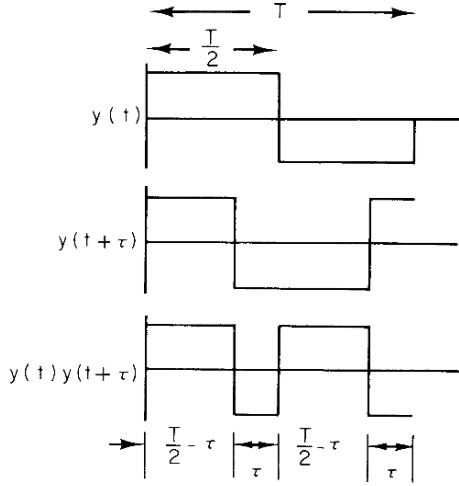 T
T/2
y(t)
y(t+τ)
y(t)y(t+τ)
T/2 - τ
τ
T/2 - τ
τ